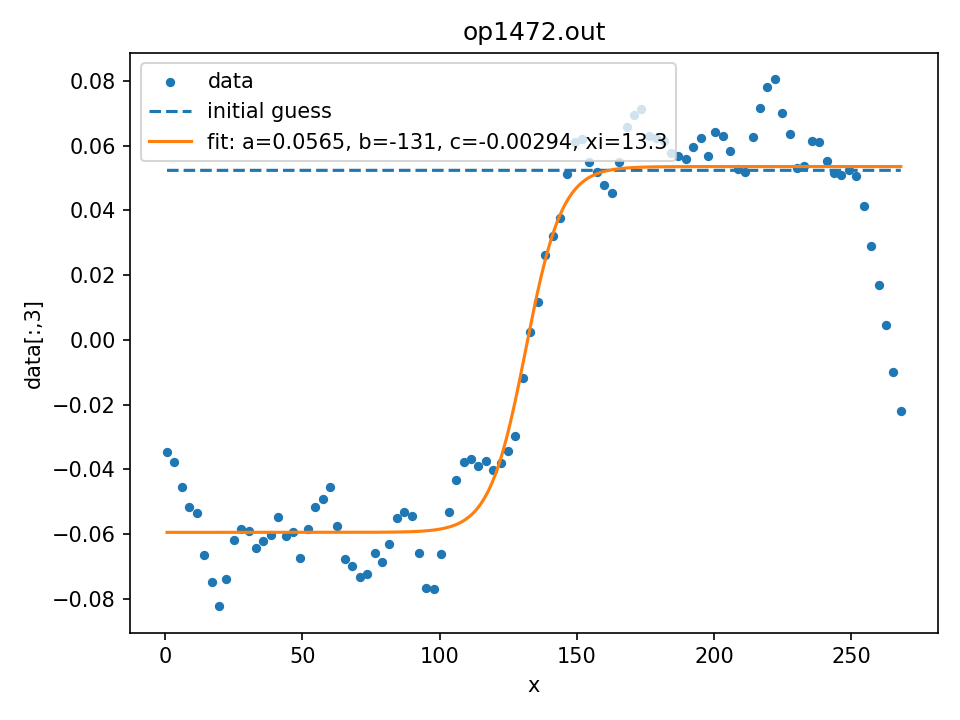 op1472.out
data
initial guess
fit: a=0.0565, b=-131, c=-0.00294, xi=13.3
0.08
0.06
0.04
0.02
0.00
−0.02
−0.04
−0.06
−0.08
data[:,3]
0 50 100 150 200 250
x